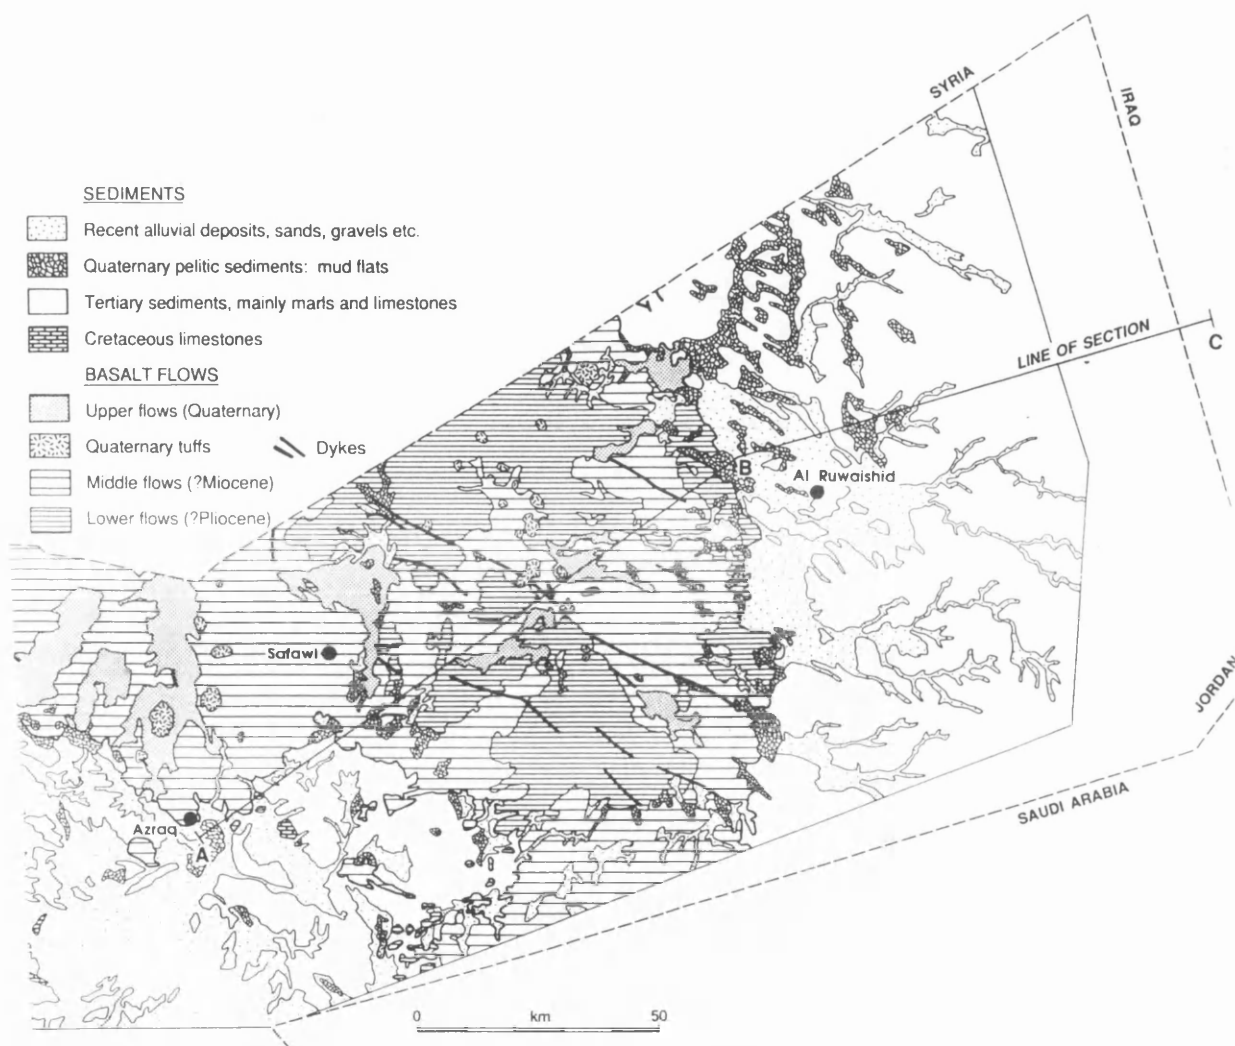 SYRIA
IRAQ
SEDIMENTS
Recent alluvial deposits, sands, gravels etc.
Quaternary pelitic sediments: mud flats
Tertiary sediments, mainly marls and limestones
Cretaceous limestones
BASALT FLOWS
Upper flows (Quaternary)
Quaternary tuffs
Dykes
Middle flows (?Miocene)
Lower flows (?Pliocene)
LINE OF SECTION
C
B
Al Ruwaishid
Safawi
JORDAN
SAUDI ARABIA
Azraq
A
0 km 50